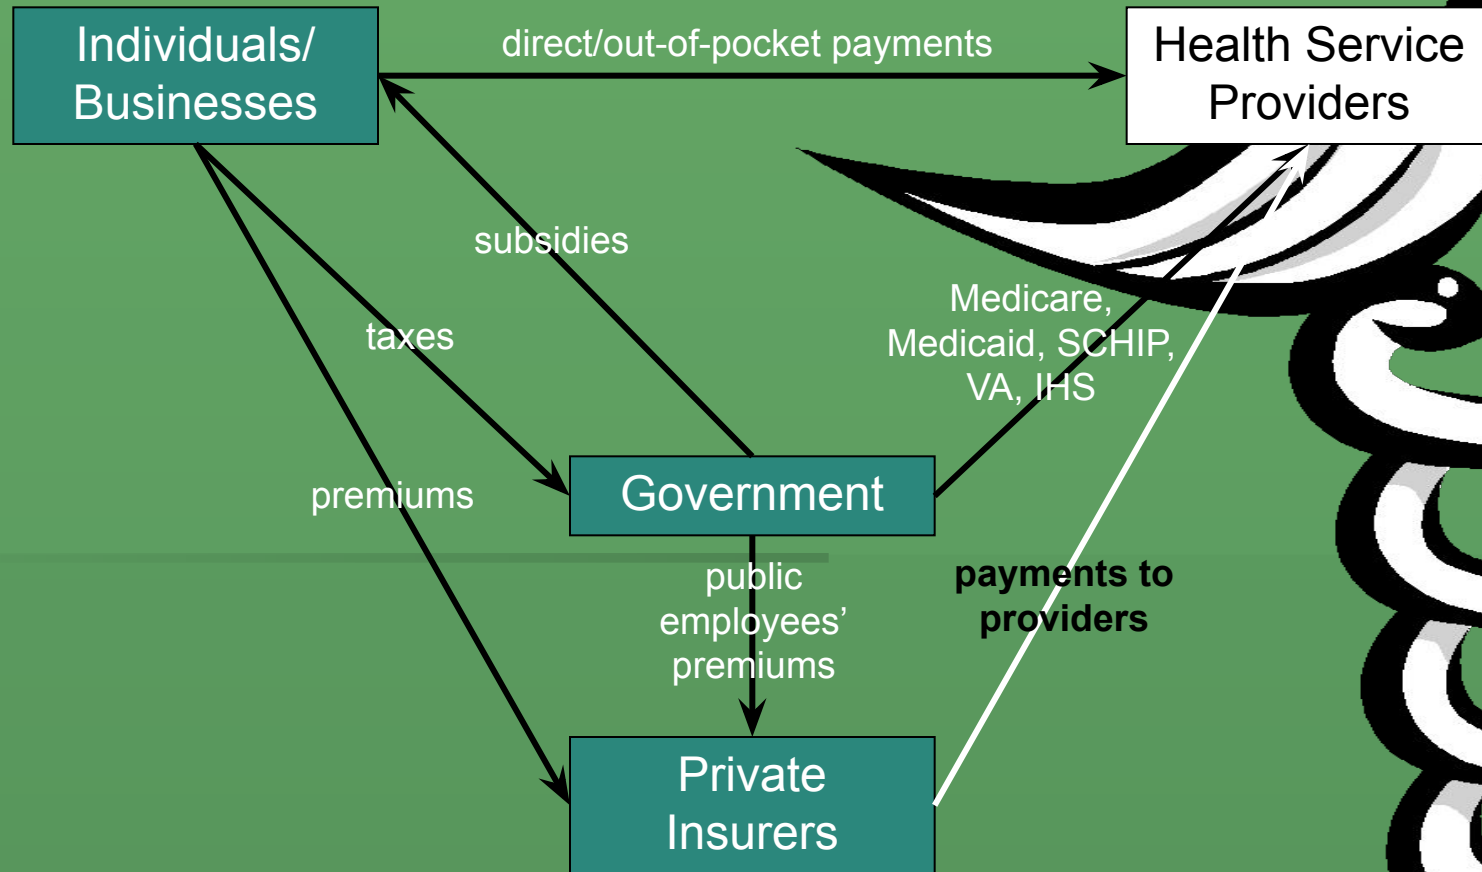 Individuals/
Businesses
direct/out-of-pocket payments
Health Service
Providers
subsidies
taxes
Medicare,
Medicaid, SCHIP,
VA, IHS
premiums
Government
public
employees’
premiums
payments to
providers
Private
Insurers